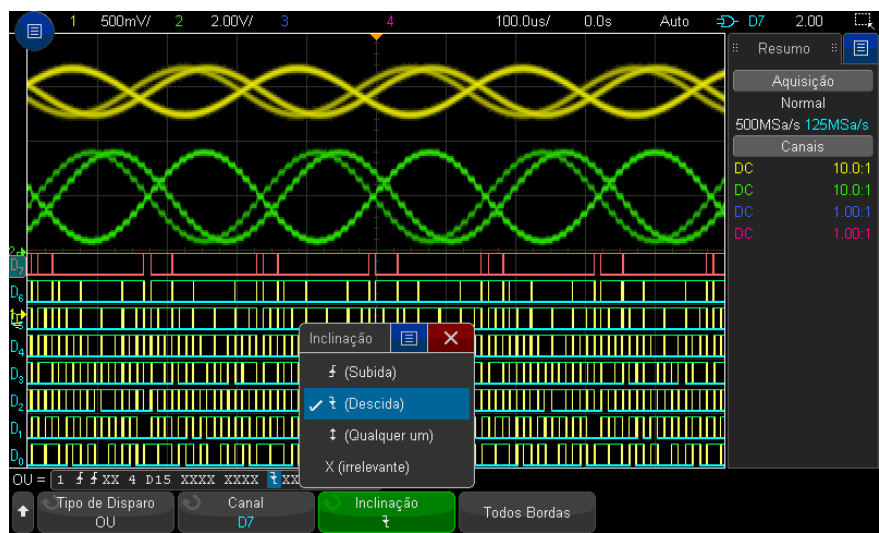 1 500mV/ 2 2.00V/ 3 4 100.0us/ 0.0s Auto D7 2.00
Resumo
Aquisição
Normal
500MSa/s 125MSa/s
Canais
DC 10.0:1
DC 10.0:1
DC 1.00:1
DC 1.00:1
2
D7
D6
1
5
D4
D3
D2
D1
D0
Inclinação
(Subida)
(Descida)
(Qualquer um)
X (irrelevante)
OU = 1 XX 4 D15 XXXX XXXX XX
Tipo de Disparo
OU
Canal
D7
Inclinação
Todos Bordas